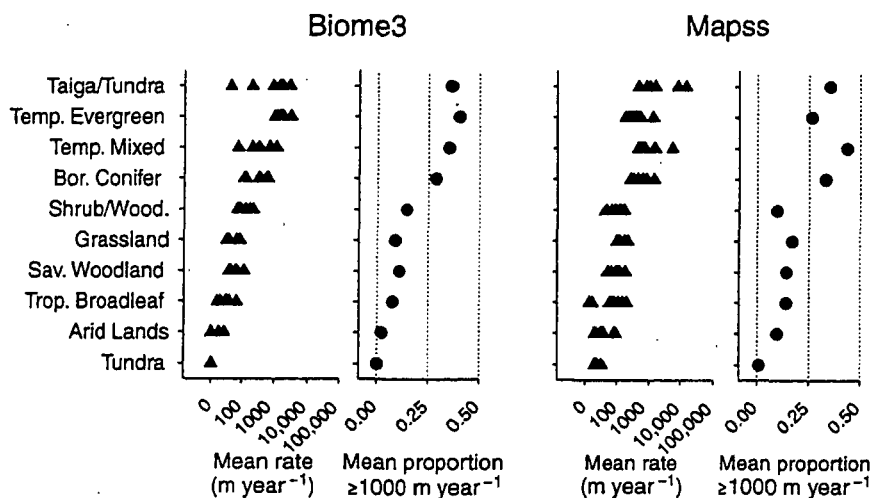 Biome3 Mapss
Taiga/Tundra
Temp. Evergreen
Temp. Mixed
Bor. Conifer
Shrub/Wood.
Grassland
Sav. Woodland
Trop. Broadleaf
Arid Lands
Tundra
0 100 1000 10,000 100,000 0.00 0.25 0.50 0 100 1000 10,000 100,000 0.00 0.25 0.50
Mean rate Mean proportion Mean rate Mean proportion
(m year⁻¹) ≥1000 m year⁻¹ (m year⁻¹) ≥1000 m year⁻¹